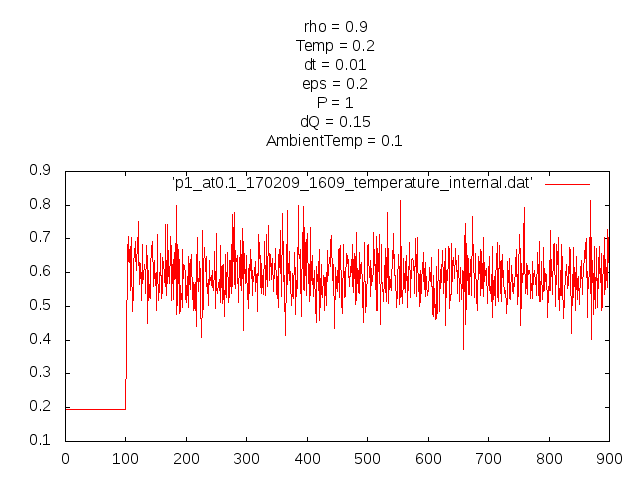 rho = 0.9
Temp = 0.2
dt = 0.01
eps = 0.2
P = 1
dQ = 0.15
AmbientTemp = 0.1
0.9
'p1_at0.1_170209_1609_temperature_internal.dat'
0.8
0.7
0.6
0.5
0.4
0.3
0.2
0.1
0 100 200 300 400 500 600 700 800 900